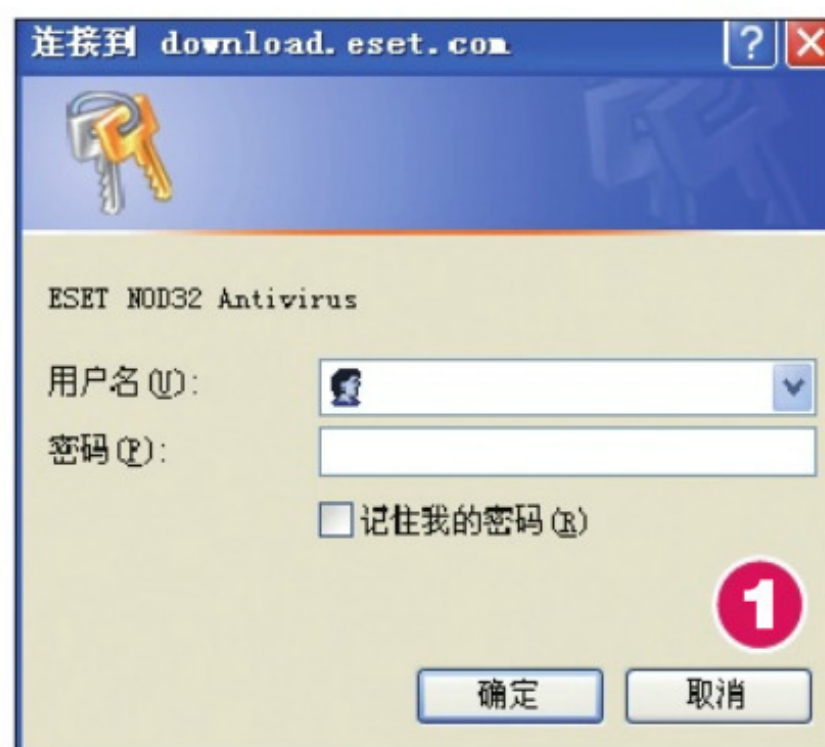 连接到 download.eset.com
ESET NOD32 Antivirus
用户名(U):
密码(P):
记住我的密码(R)
1
确定 取消